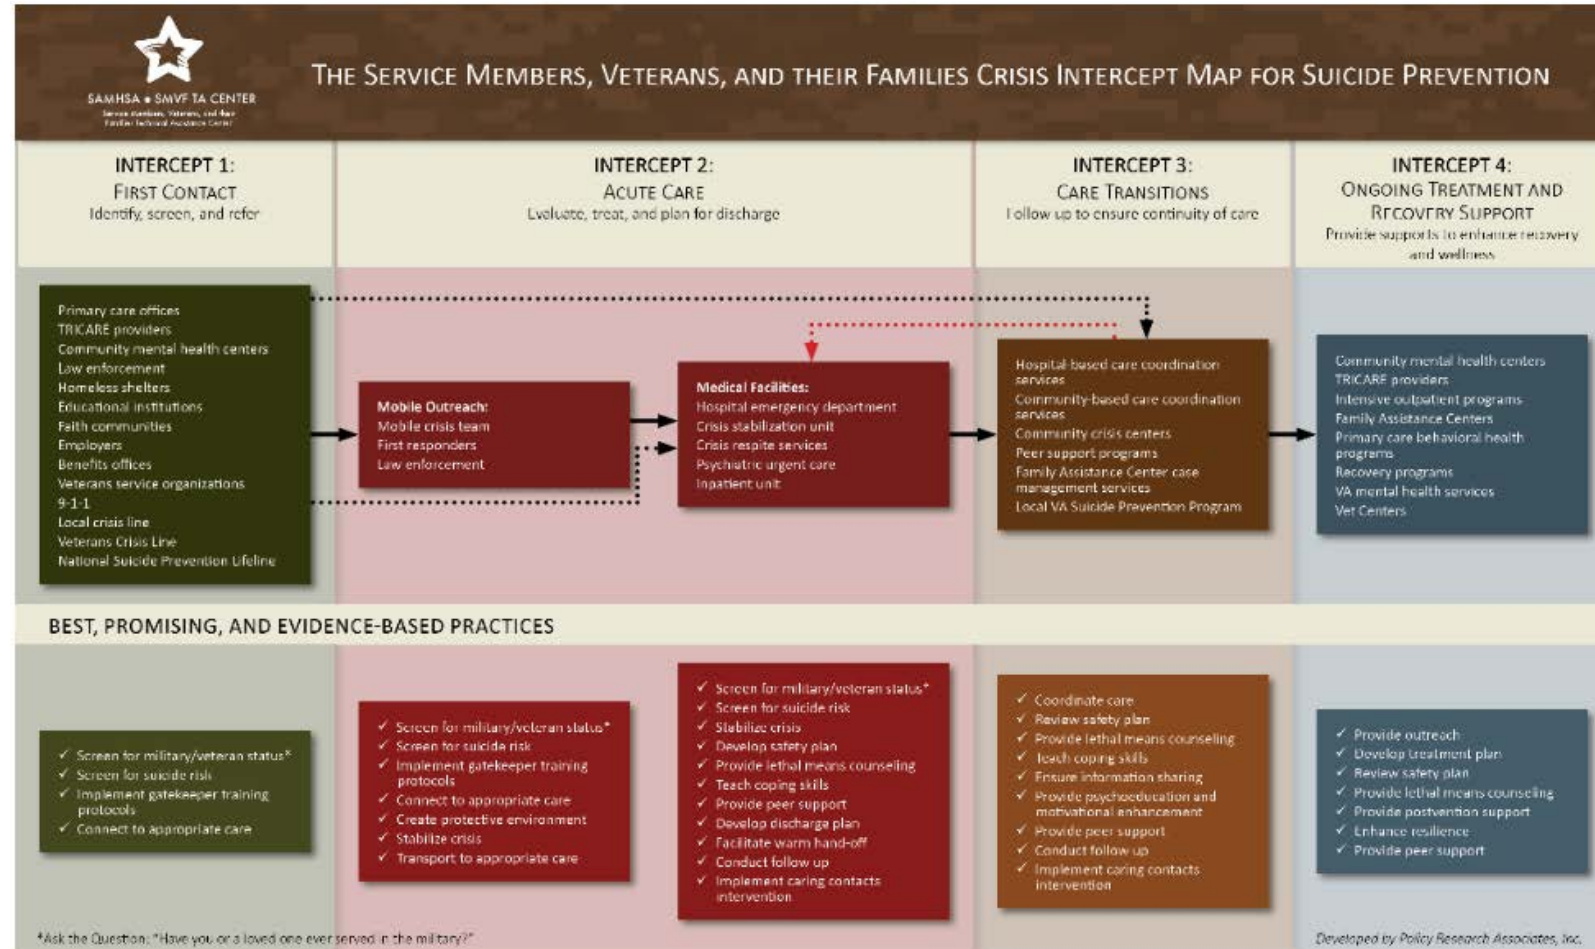 THE SERVICE MEMBERS, VETERANS, AND THEIR FAMILIES CRISIS INTERCEPT MAP FOR SUICIDE PREVENTION
SAMHSA ● SMVF TA CENTER
Service Members, Veterans, and their
Families Technical Assistance Center
INTERCEPT 1:
FIRST CONTACT
Identify, screen, and refer
INTERCEPT 2:
ACUTE CARE
Evaluate, treat, and plan for discharge
INTERCEPT 3:
CARE TRANSITIONS
Follow up to ensure continuity of care
INTERCEPT 4:
ONGOING TREATMENT AND
RECOVERY SUPPORT
Provide supports to enhance recovery
and wellness
Primary care offices
TRICARE providers
Community mental health centers
Law enforcement
Homeless shelters
Educational institutions
Faith communities
Employers
Benefits offices
Veterans service organizations
9-1-1
Local crisis line
Veterans Crisis Line
National Suicide Prevention Lifeline
Mobile Outreach:
Mobile crisis team
First responders
Law enforcement
Medical Facilities:
Hospital emergency department
Crisis stabilization unit
Crisis respite services
Psychiatric urgent care
Inpatient unit
Hospital-based care coordination
services
Community-based care coordination
services
Community crisis centers
Peer support programs
Family Assistance Center case
management services
Local VA Suicide Prevention Program
Community mental health centers
TRICARE providers
Intensive outpatient programs
Family Assistance Centers
Primary care behavioral health
programs
Recovery programs
VA mental health services
Vet Centers
BEST, PROMISING, AND EVIDENCE-BASED PRACTICES
✓ Screen for military/veteran status*
✓ Screen for suicide risk
✓ Implement gatekeeper training
protocols
✓ Connect to appropriate care
✓ Screen for military/veteran status*
✓ Screen for suicide risk
✓ Implement gatekeeper training
protocols
✓ Connect to appropriate care
✓ Create protective environment
✓ Stabilize crisis
✓ Transport to appropriate care
✓ Screen for military/veteran status*
✓ Screen for suicide risk
✓ Stabilize crisis
✓ Develop safety plan
✓ Provide lethal means counseling
✓ Teach coping skills
✓ Provide peer support
✓ Develop discharge plan
✓ Facilitate warm hand-off
✓ Conduct follow up
✓ Implement caring contacts
intervention
✓ Coordinate care
✓ Review safety plan
✓ Provide lethal means counseling
✓ Teach coping skills
✓ Ensure information sharing
✓ Provide psychoeducation and
motivational enhancement
✓ Provide peer support
✓ Conduct follow up
✓ Implement caring contacts
intervention
✓ Provide outreach
✓ Develop treatment plan
✓ Review safety plan
✓ Provide lethal means counseling
✓ Provide postvention support
✓ Enhance resilience
✓ Provide peer support
*Ask the Question: "Have you or a loved one ever served in the military?"
Developed by Policy Research Associates, Inc.